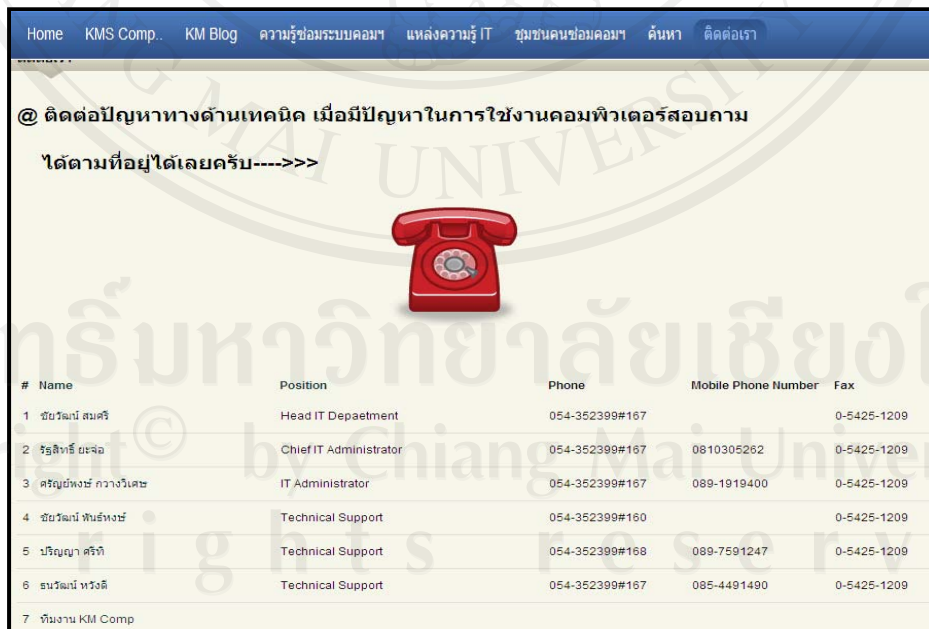 Home KMS Comp.. KM Blog ความรู้ซ่อมระบบคอมฯ แหล่งความรู้ IT ชุมชนคนซ่อมคอมฯ ค้นหา ติดต่อเรา
@ ติดต่อปัญหาทางด้านเทคนิค เมื่อมีปัญหาในการใช้งานคอมพิวเตอร์สอบถาม
ได้ตามที่อยู่ได้เลยครับ---->>>
# Name Position Phone Mobile Phone Number Fax
1 ชัยวัฒน์ สมศรี Head IT Depaetment 054-352399#167 0-5425-1209
2 รัฐสิทธิ์ ยะจ่อ Chief IT Administrator 054-352399#167 0810305262 0-5425-1209
3 ศรัญย์พงษ์ กวางวิเศษ IT Administrator 054-352399#167 089-1919400 0-5425-1209
4 ชัยวัฒน์ พันธ์หงษ์ Technical Support 054-352399#160 0-5425-1209
5 ปริญญา ศรีทิ Technical Support 054-352399#168 089-7591247 0-5425-1209
6 ธนวัฒน์ หวังดี Technical Support 054-352399#167 085-4491490 0-5425-1209
7 ทีมงาน KM Comp